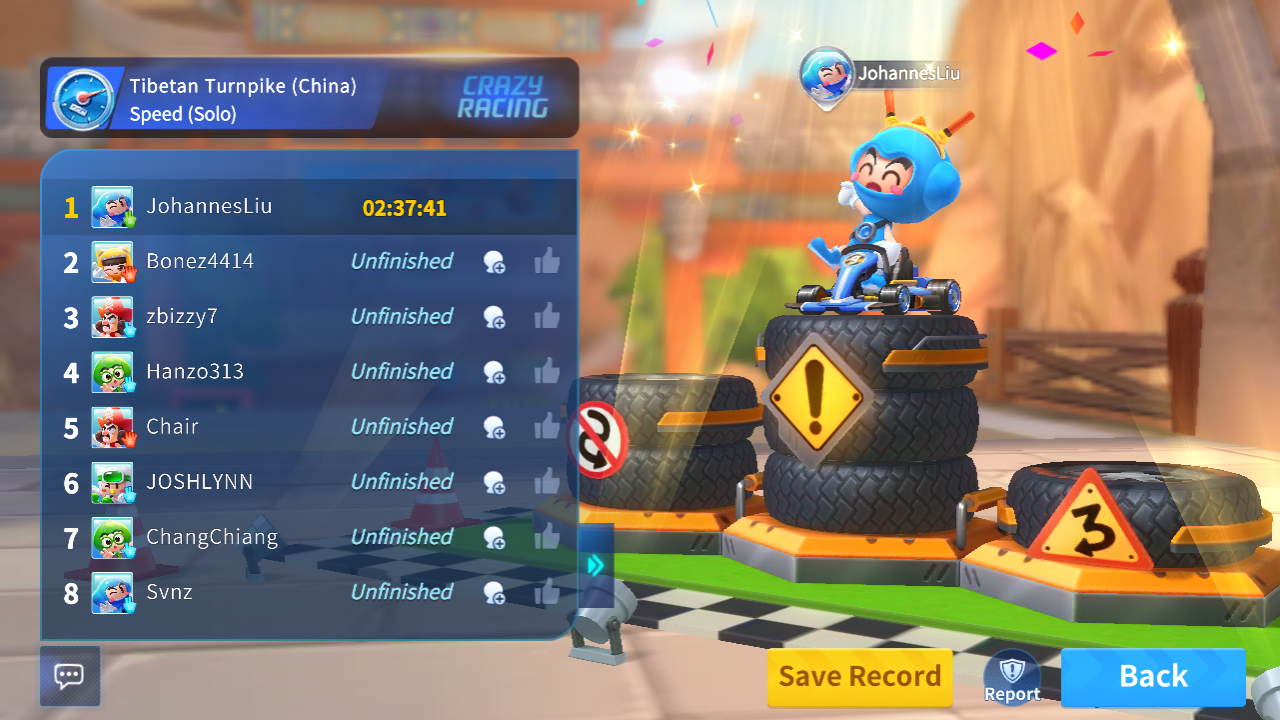 Tibetan Turnpike (China)
Speed (Solo)
CRAZY
RACING
JohannesLiu
1 JohannesLiu 02:37:41
2 Bonez4414 Unfinished
3 zbizzy7 Unfinished
4 Hanzo313 Unfinished
5 Chair Unfinished
6 JOSHLYNN Unfinished
7 ChangChiang Unfinished
8 Svnz Unfinished
Save Record
Report
Back